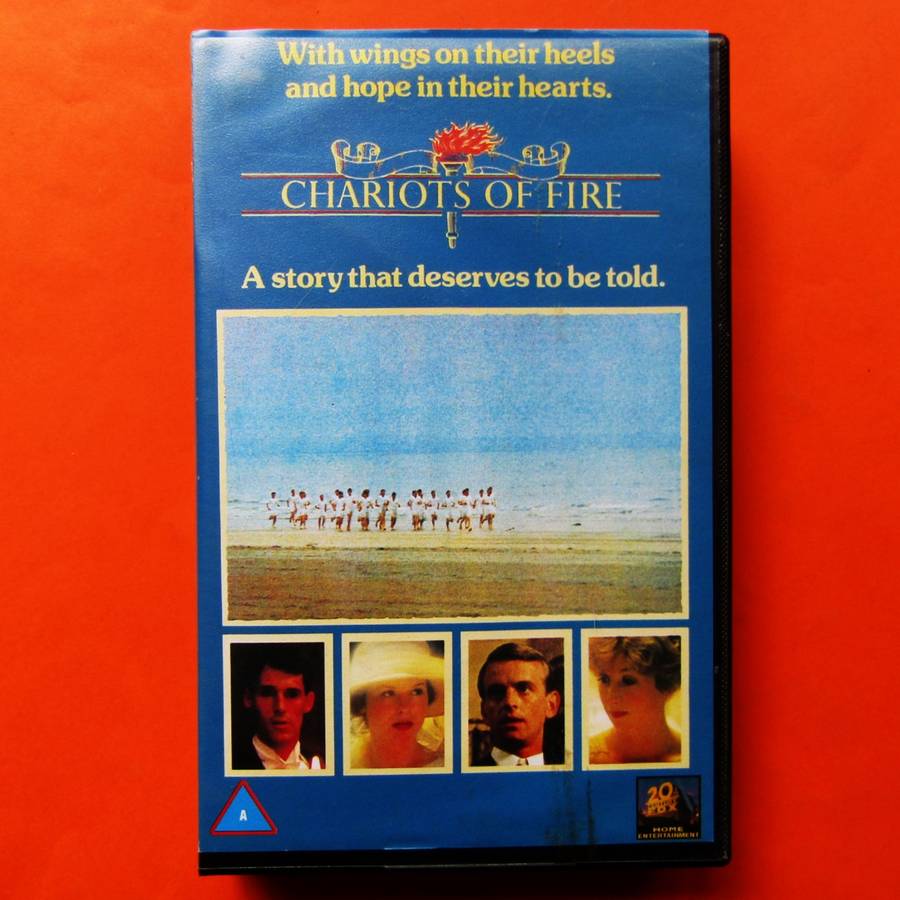 With wings on their heels
and hope in their hearts.
CHARIOTS OF FIRE
A story that deserves to be told.
A
20
CENTURY
FOX
HOME
ENTERTAINMENT